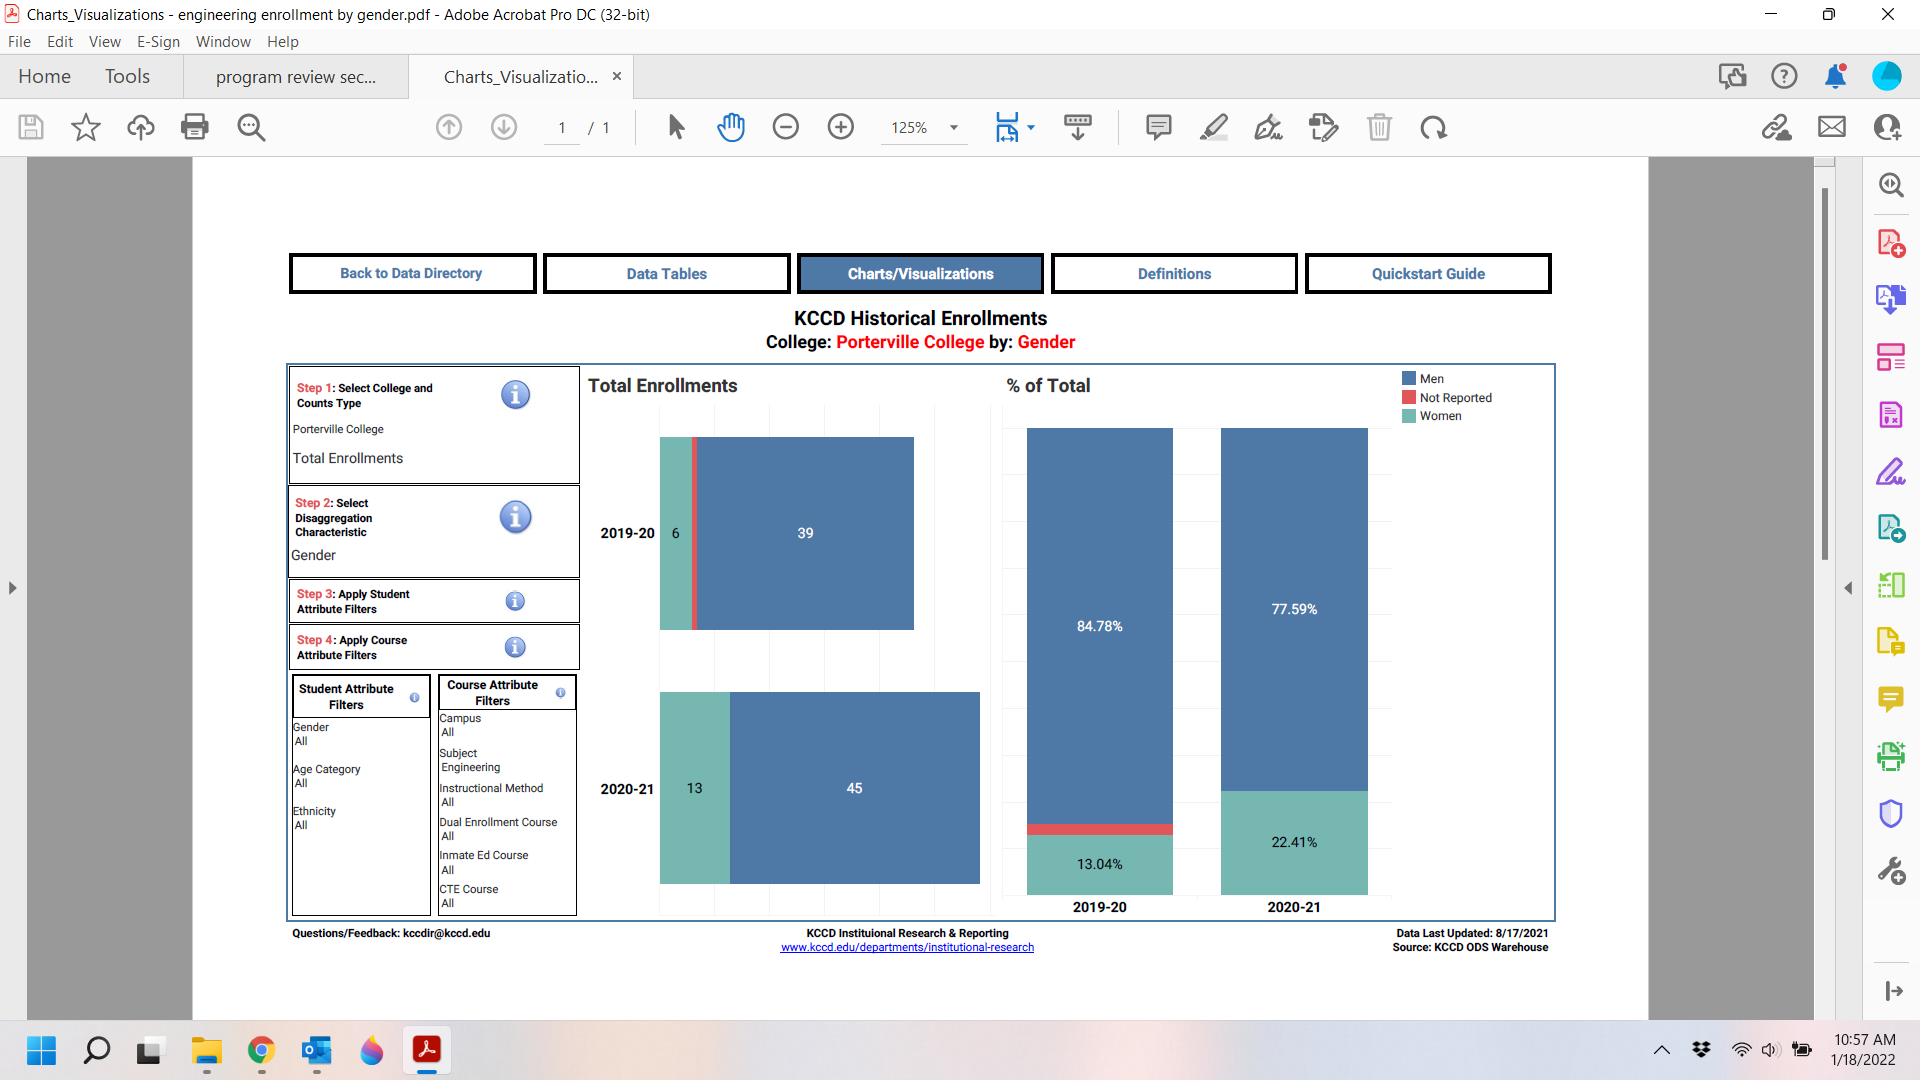 Charts_Visualizations - engineering enrollment by gender.pdf - Adobe Acrobat Pro DC (32-bit)
File Edit View E-Sign Window Help
Home Tools program review sec... Charts_Visualizatio... ×
1 / 1 125%
Back to Data Directory
Data Tables
Charts/Visualizations
Definitions
Quickstart Guide
KCCD Historical Enrollments
College: Porterville College by: Gender
Step 1: Select College and
Counts Type
Porterville College
Total Enrollments
Step 2: Select
Disaggregation
Characteristic
Gender
Step 3: Apply Student
Attribute Filters
Step 4: Apply Course
Attribute Filters
Student Attribute
Filters
Gender
All
Age Category
All
Ethnicity
All
Course Attribute
Filters
Campus
All
Subject
Engineering
Instructional Method
All
Dual Enrollment Course
All
Inmate Ed Course
All
CTE Course
All
Total Enrollments
2019-20
6
39
2020-21
13
45
% of Total
84.78%
13.04%
77.59%
22.41%
2019-20
2020-21
Men
Not Reported
Women
Questions/Feedback: kccdir@kccd.edu
KCCD Instituional Research & Reporting
www.kccd.edu/departments/institutional-research
Data Last Updated: 8/17/2021
Source: KCCD ODS Warehouse
10:57 AM
1/18/2022